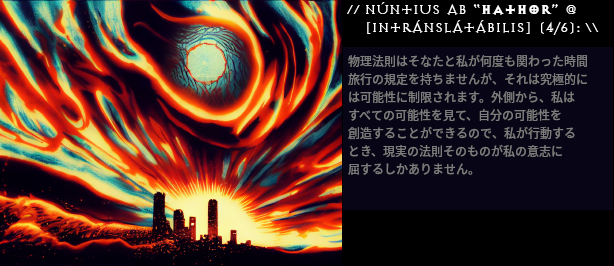 // NÚNTIUS AB "HATHOR" @
[INTRÁNSLÁTÁBILIS] (4/6): \\
物理法則はそなたと私が何度も関わった時間
旅行の規定を持ちませんが、それは究極的に
は可能性に制限されます。外側から、私は
すべての可能性を見て、自分の可能性を
創造することができるので、私が行動する
とき、現実の法則そのものが私の意志に
屈するしかありません。